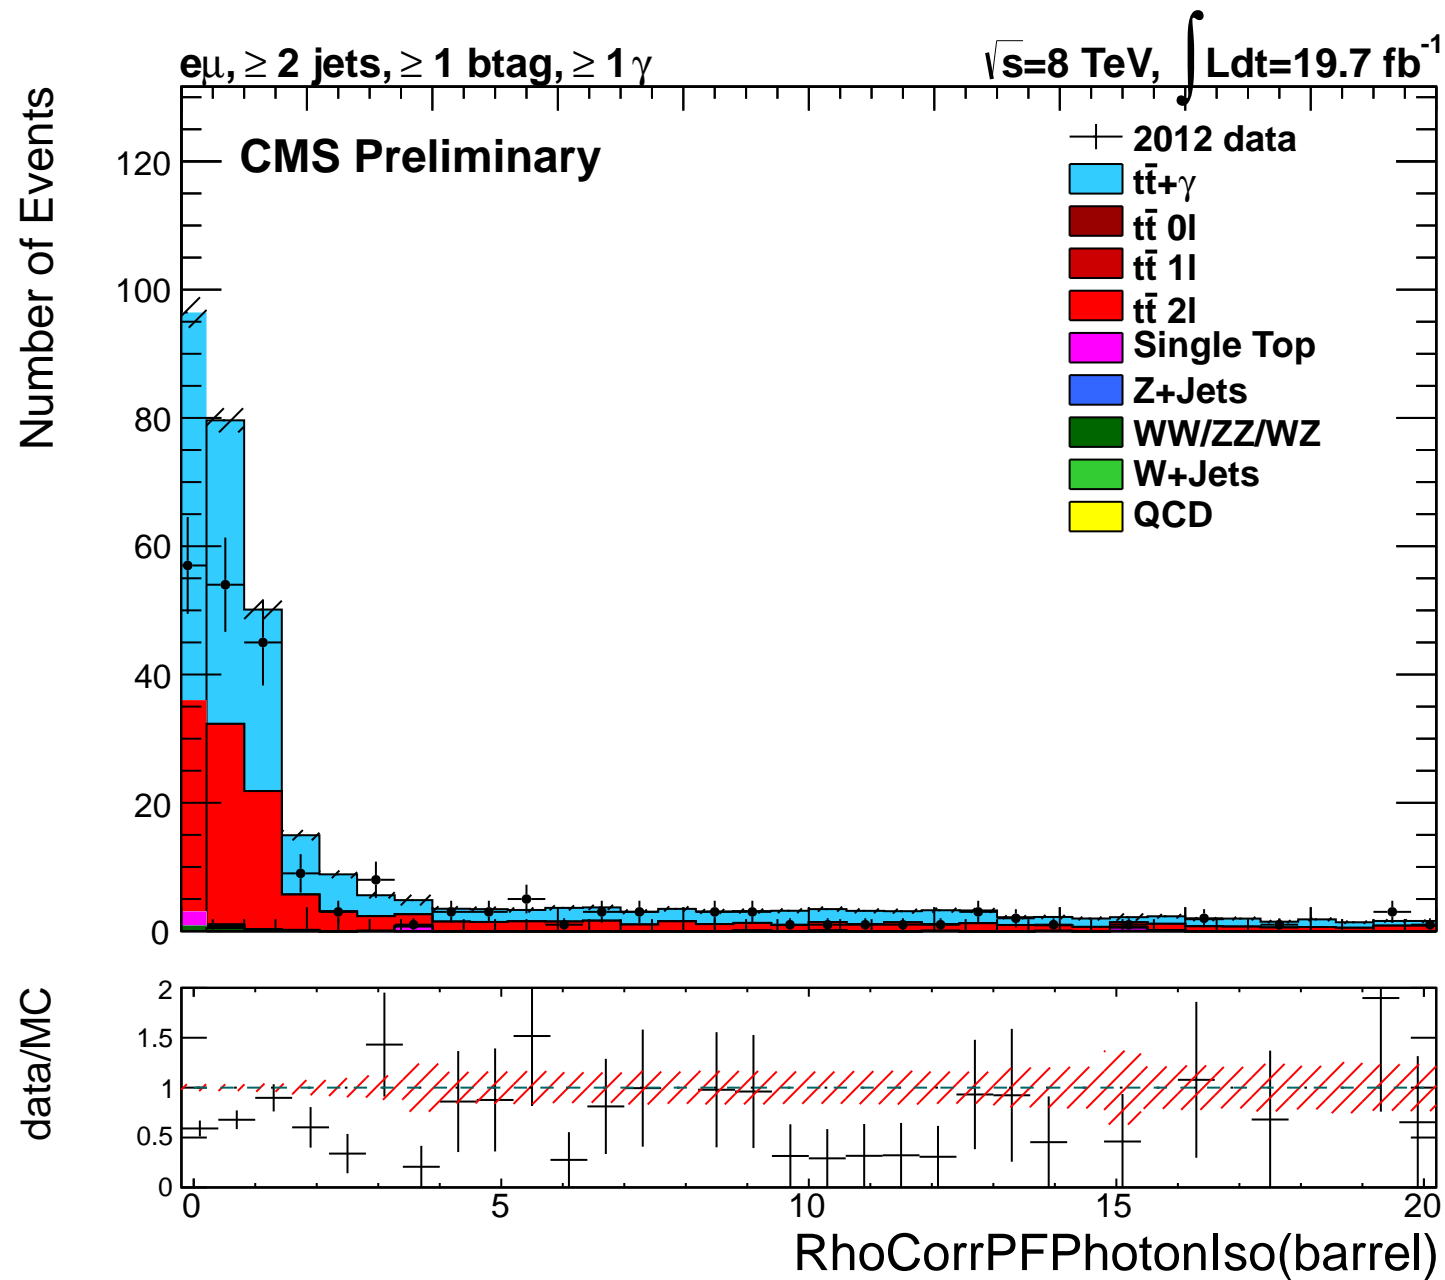 eμ, ≥ 2 jets, ≥ 1 btag, ≥ 1 γ
√s=8 TeV, ∫Ldt=19.7 fb⁻¹
CMS Preliminary
2012 data
tt̄+γ
tt̄ 0l
tt̄ 1l
tt̄ 2l
Single Top
Z+Jets
WW/ZZ/WZ
W+Jets
QCD
Number of Events
120
100
80
60
40
20
0
data/MC
2
1.5
1
0.5
0
0 5 10 15 20
RhoCorrPFPhotonIso(barrel)